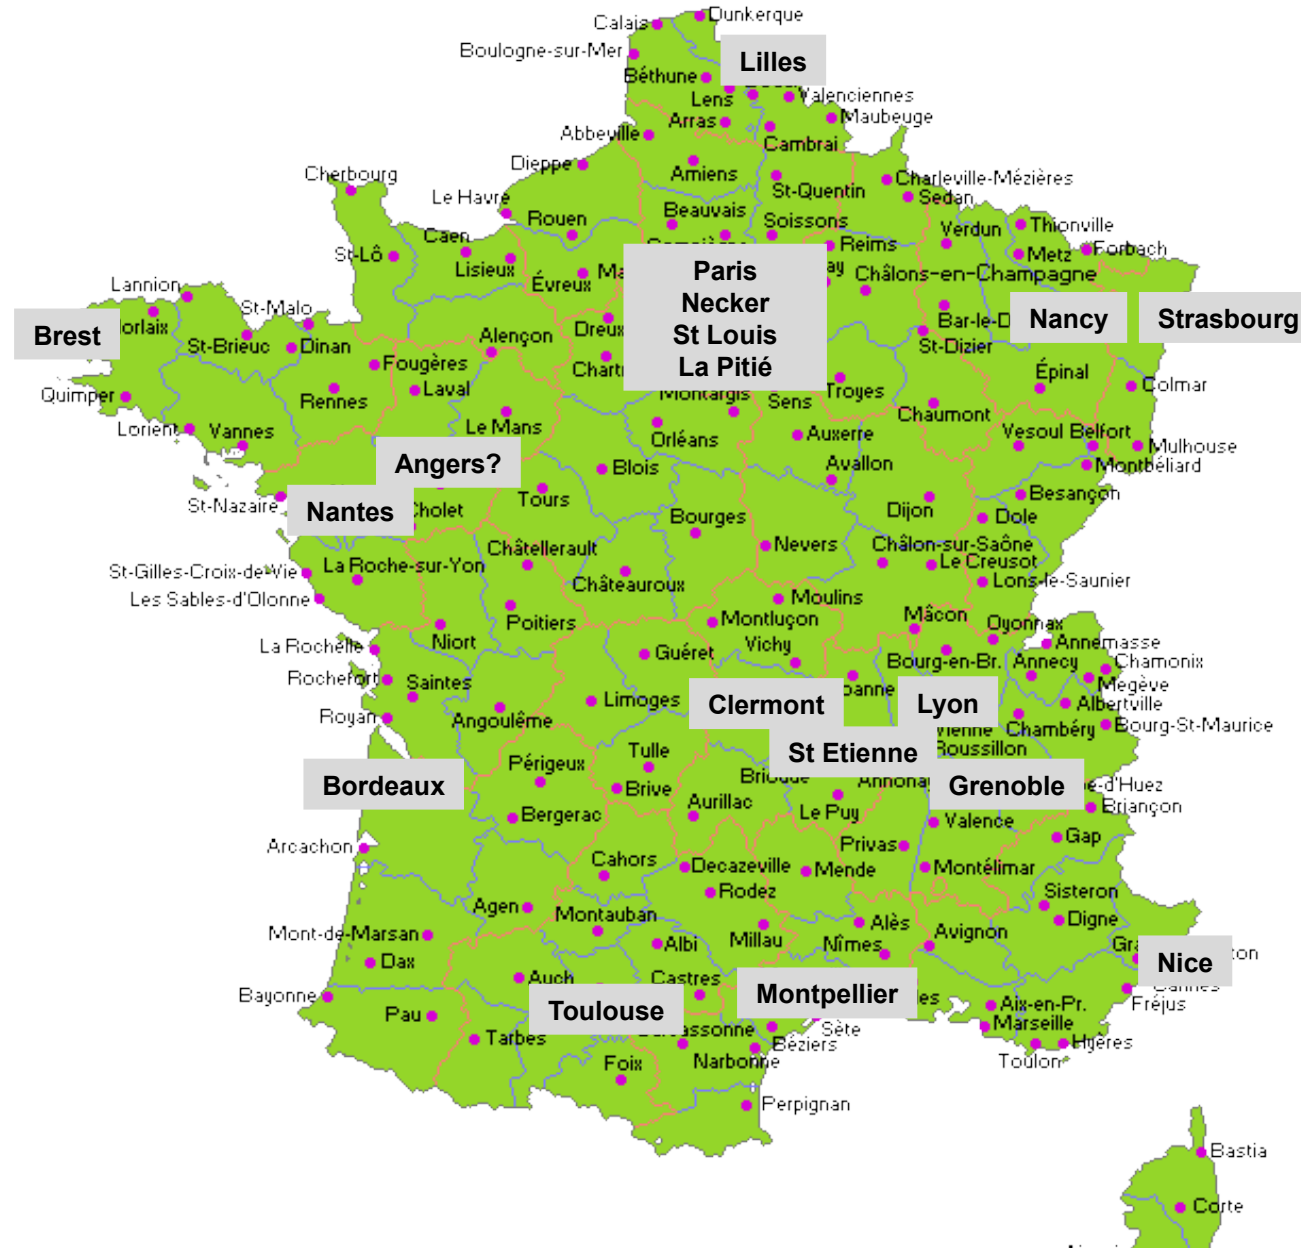 Dunkerque
Calais
Boulogne-sur-Mer
Lilles
Béthune
Lens
Valenciennes
Arras
Maubeuge
Abbeville
Cambrai
Dieppe
Amiens
Charleville-Mézières
Cherbourg
St-Quentin
Sedan
Le Havre
Beauvais
Soissons
Rouen
Thionville
Caen
Verdun
St-Lô
Reims
Metz
Forbach
Lisieux
Évreux
Châlons-en-Champagne
Paris
Necker
St Louis
La Pitié
Lannion
St-Malo
Dreux
Nancy
Strasbourg
Brest
St-Brieuc
Dinan
Alençon
St-Dizier
Fougères
Épinal
Quimper
Rennes
Laval
Montargis
Sens
Troyes
Chaumont
Colmar
Lorient
Vannes
Le Mans
Orléans
Auxerre
Vesoul
Belfort
Mulhouse
Angers?
Blois
Avallon
Montbéliard
St-Nazaire
Nantes
Cholet
Tours
Bourges
Dijon
Besançon
Dole
Châtellerault
Nevers
Châlon-sur-Saône
St-Gilles-Croix-de-Vie
La Roche-sur-Yon
Châteauroux
Le Creusot
Lons-le-Saunier
Les Sables-d'Olonne
Poitiers
Moulins
Montluçon
Mâcon
Oyonnax
La Rochelle
Niort
Guéret
Vichy
Bourg-en-Br.
Annemasse
Annecy
Chamonix
Rochefort
Saintes
Megève
Limoges
Clermont
Lyon
Albertville
Royan
Angoulême
Chambéry
Bourg-St-Maurice
Vienne
Roussillon
St Etienne
Tulle
Bordeaux
Périgueux
Brioude
Annonay
Grenoble
Brive
Aurillac
Le Puy
Briançon
Bergerac
Valence
Gap
Arcachon
Privas
Cahors
Decazeville
Mende
Montélimar
Rodez
Sisteron
Agen
Montauban
Alès
Digne
Mont-de-Marsan
Albi
Millau
Nîmes
Avignon
Dax
Nice
Auch
Castres
Bayonne
Montpellier
Cannes
Fréjus
Toulouse
Pau
Aix-en-Pr.
Marseille
Tarbes
Sète
Béziers
Toulon
Hyères
Foix
Narbonne
Perpignan
Bastia
Corte